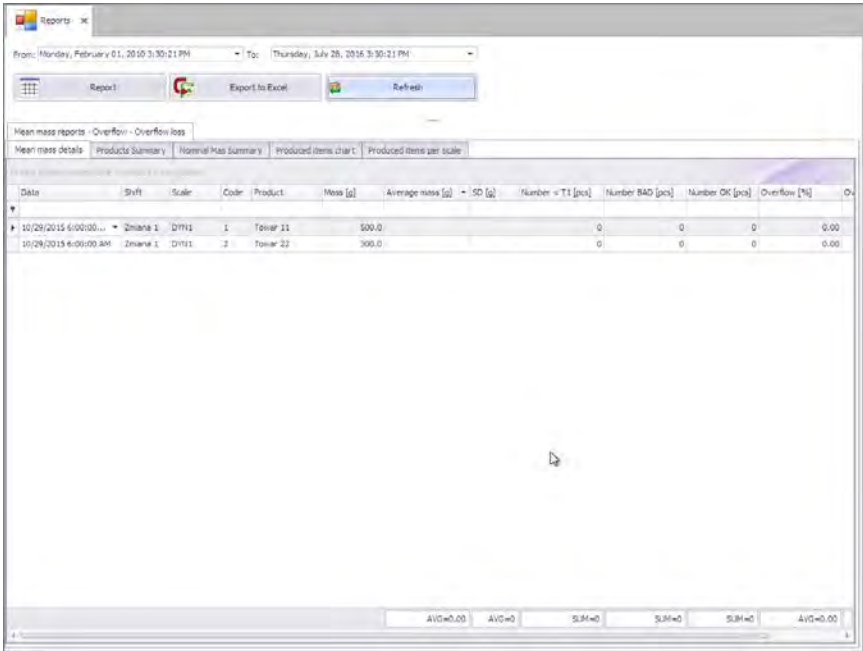 Reports
From: Monday, February 01, 2010 3:30:21 PM To: Thursday, July 28, 2016 3:30:21 PM
Report Export to Excel Refresh
Mean mass reports - Overflow - Overflow loss
Mean mass details Products Summary Nominal Mas Summary Produced items chart Produced items per scale
Data Shift Scale Code Product Mass [g] Average mass [g] SD [g] Number < T1 [pcs] Number BAD [pcs] Number OK [pcs] Overflow [%] Ov
10/29/2015 6:00:00... Zmiana 1 DYN1 1 Towar 11 500.0 0 0 0 0.00
10/29/2015 6:00:00 AM Zmiana 1 DYN1 2 Towar 22 300.0 0 0 0 0.00
AVG=0.00 AVG=0 SUM=0 SUM=0 SUM=0 AVG=0.00